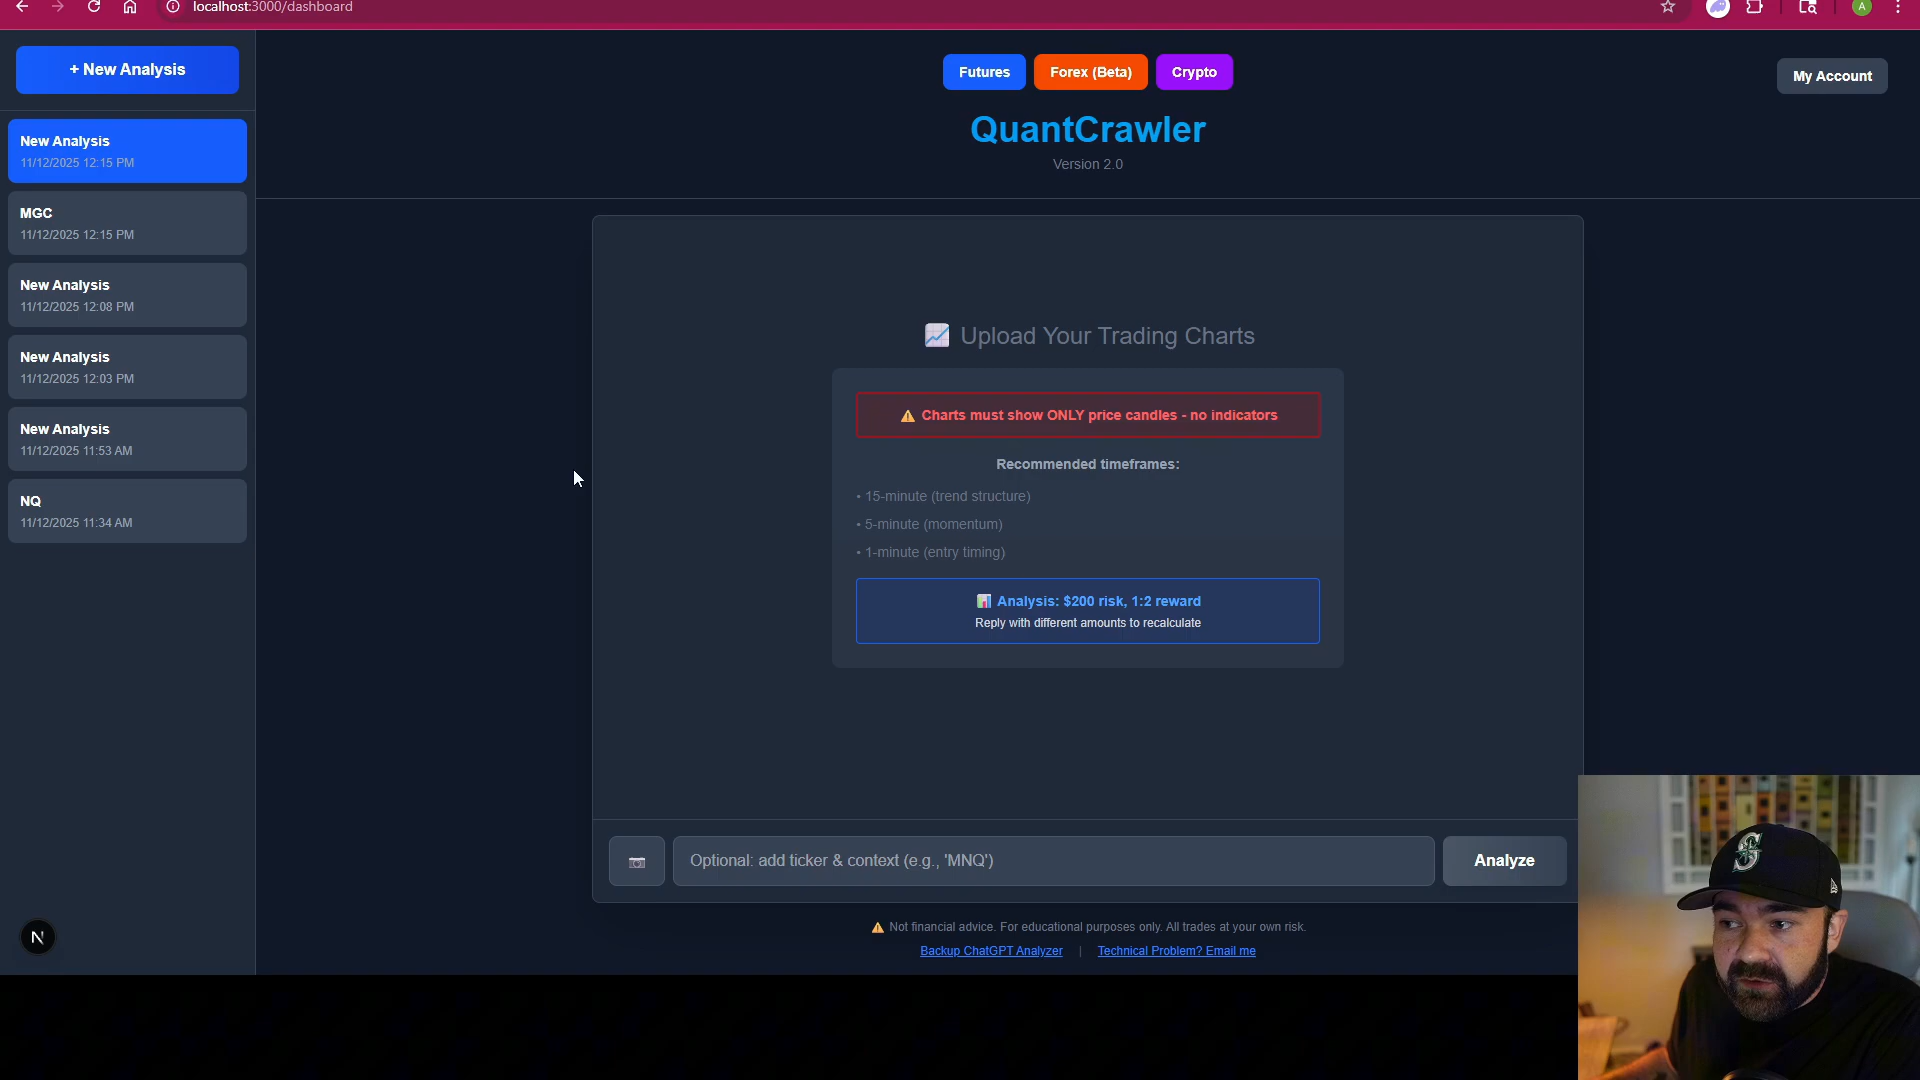 localhost:3000/dashboard
A
+ New Analysis
New Analysis
11/12/2025 12:15 PM
MGC
11/12/2025 12:15 PM
New Analysis
11/12/2025 12:08 PM
New Analysis
11/12/2025 12:03 PM
New Analysis
11/12/2025 11:53 AM
NQ
11/12/2025 11:34 AM
N
Futures
Forex (Beta)
Crypto
My Account
QuantCrawler
Version 2.0
Upload Your Trading Charts
Charts must show ONLY price candles - no indicators
Recommended timeframes:
• 15-minute (trend structure)
• 5-minute (momentum)
• 1-minute (entry timing)
Analysis: $200 risk, 1:2 reward
Reply with different amounts to recalculate
Optional: add ticker & context (e.g., 'MNQ')
Analyze
Not financial advice. For educational purposes only. All trades at your own risk.
Backup ChatGPT Analyzer | Technical Problem? Email me
S